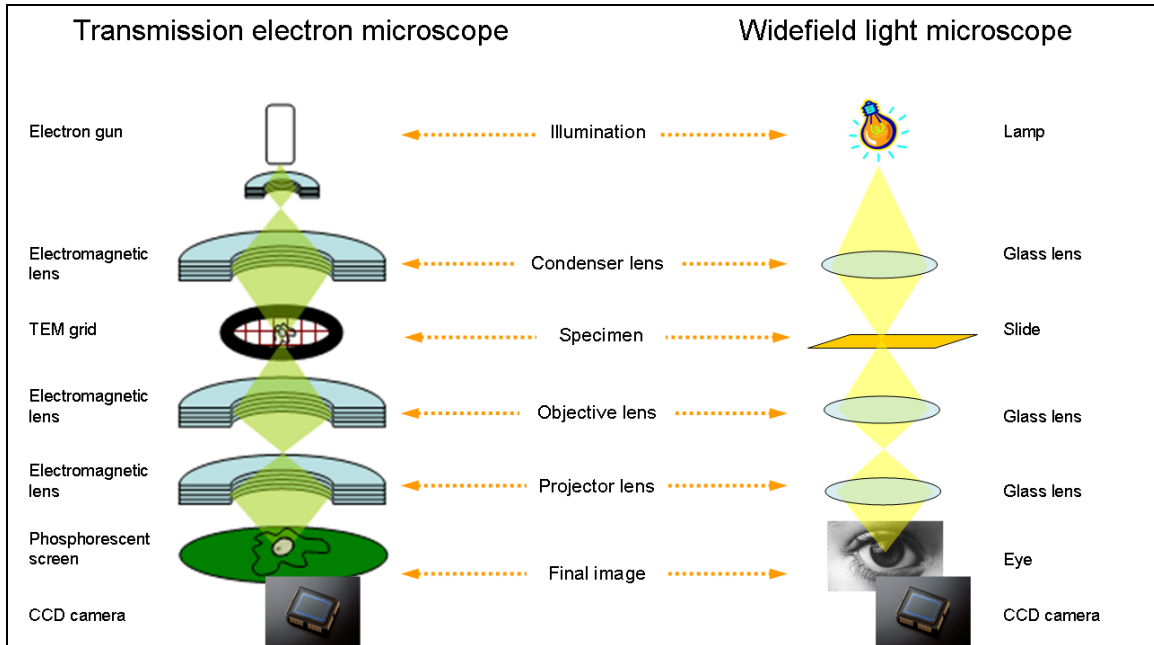 Transmission electron microscope
Widefield light microscope
Electron gun
Illumination
Lamp
Electromagnetic
lens
Condenser lens
Glass lens
TEM grid
Specimen
Slide
Electromagnetic
lens
Objective lens
Glass lens
Electromagnetic
lens
Projector lens
Glass lens
Phosphorescent
screen
Final image
Eye
CCD camera
CCD camera